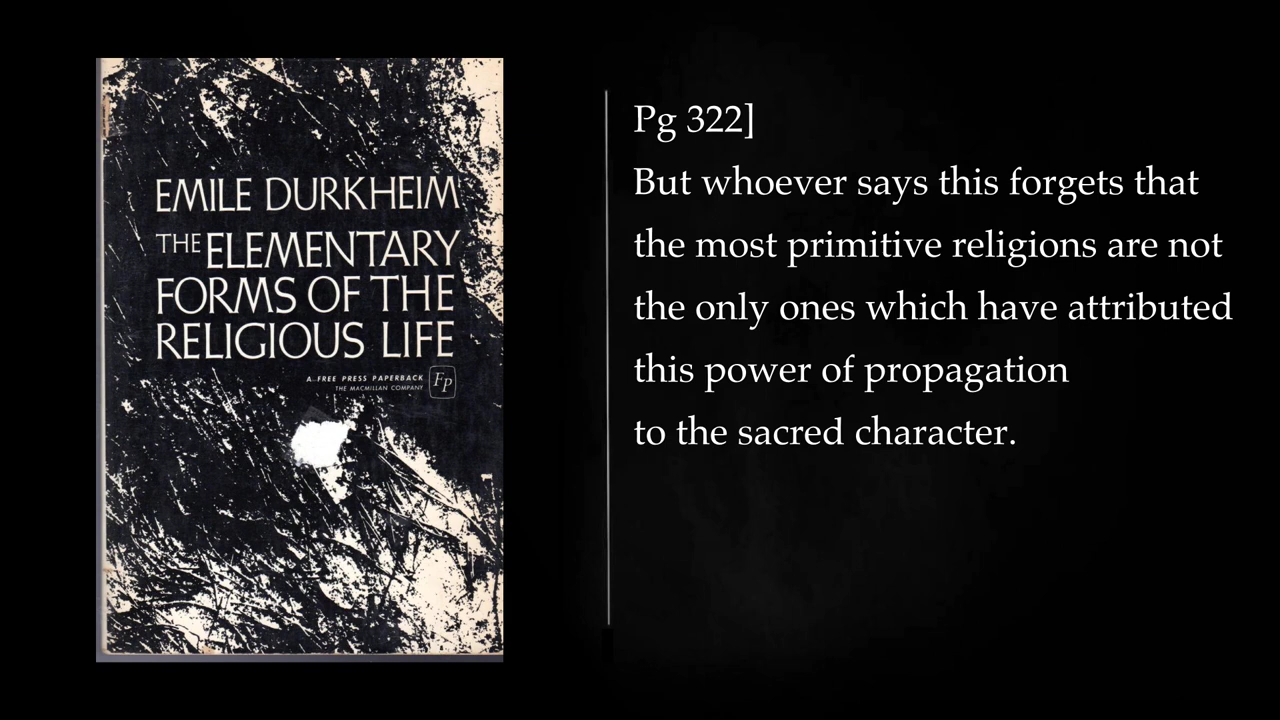 EMILE DURKHEIM
THE ELEMENTARY
FORMS OF THE
RELIGIOUS LIFE
A FREE PRESS PAPERBACK
THE MACMILLAN COMPANY
Fp
Pg 322]
But whoever says this forgets that
the most primitive religions are not
the only ones which have attributed
this power of propagation
to the sacred character.